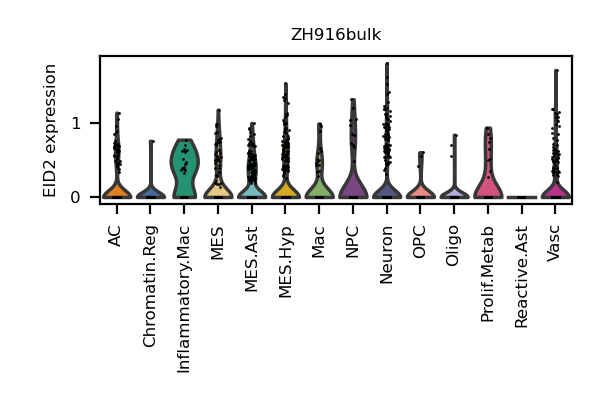 ZH916bulk
EID2 expression
1
0
AC
Chromatin.Reg
Inflammatory.Mac
MES
MES.Ast
MES.Hyp
Mac
NPC
Neuron
OPC
Oligo
Prolif.Metab
Reactive.Ast
Vasc